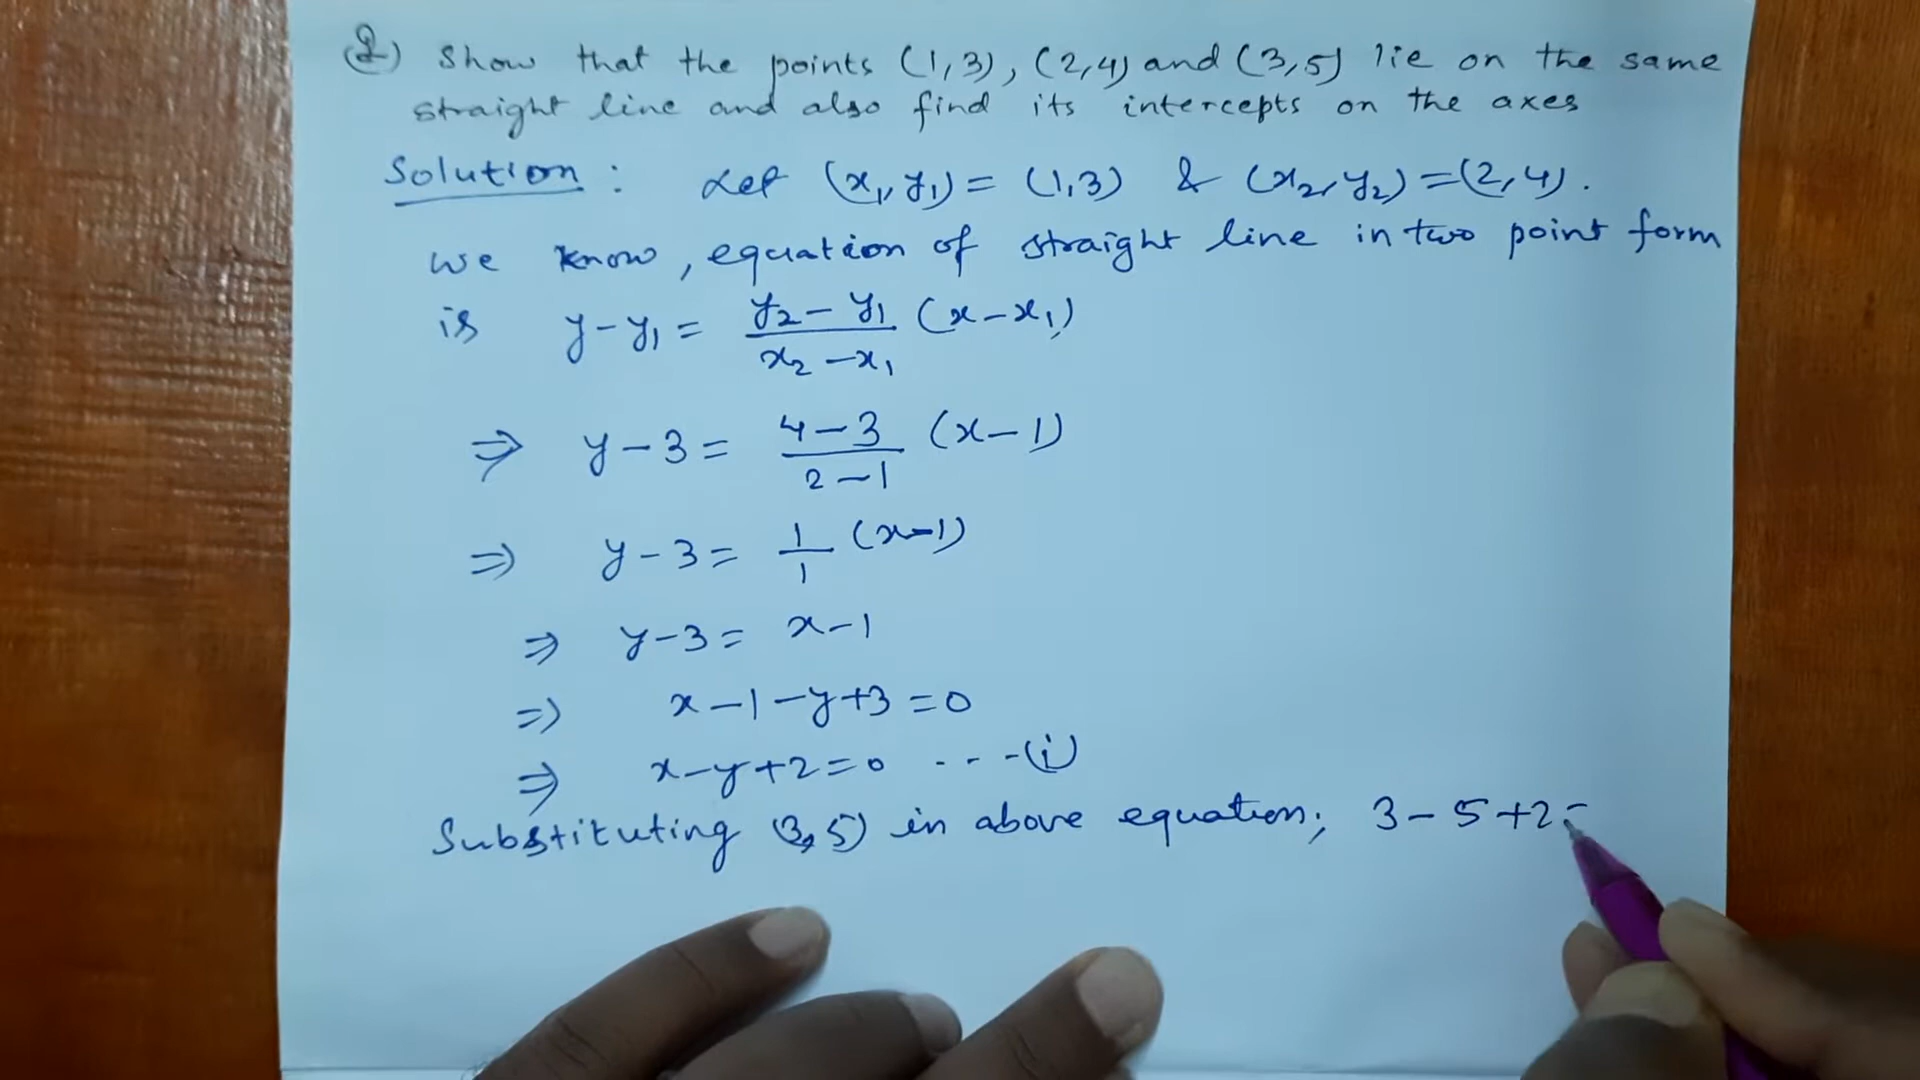 Q) Show that the points (1,3), (2,4) and (3,5) lie on the same
straight line and also find its intercepts on the axes
Solution : Let (x₁, y₁) = (1,3) & (x₂, y₂) = (2,4).
we know, equation of straight line in two point form
is y-y₁ = (y₂ - y₁)/(x₂ - x₁) (x - x₁)
⇒ y - 3 = (4 - 3)/(2 - 1) (x - 1)
⇒ y - 3 = 1/1 (x-1)
⇒ y - 3 = x - 1
⇒ x - 1 - y + 3 = 0
⇒ x - y + 2 = 0 ---- (i)
Substituting (3,5) in above equation; 3 - 5 + 2 =